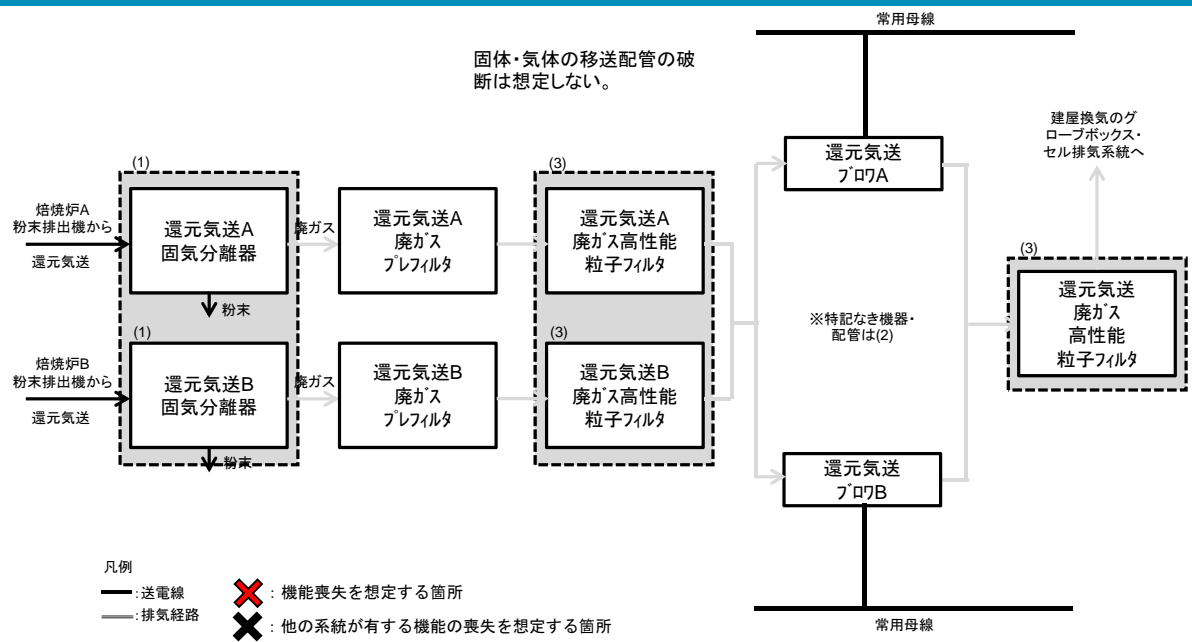 常用母線
固体・気体の移送配管の破
断は想定しない。
建屋換気のグ
ローブボックス・
セル排気系統へ
(1)
焙焼炉A
粉末排出機から
還元気送
還元気送A
固気分離器
粉末
廃ガス
還元気送A
廃ガス
プレフィルタ
(3)
還元気送A
廃ガス高性能
粒子フィルタ
還元気送
ブロワA
(3)
還元気送
廃ガス
高性能
粒子フィルタ
※特記なき機器・
配管は(2)
(1)
焙焼炉B
粉末排出機から
還元気送
還元気送B
固気分離器
粉末
廃ガス
還元気送B
廃ガス
プレフィルタ
(3)
還元気送B
廃ガス高性能
粒子フィルタ
還元気送
ブロワB
常用母線
凡例
:送電線
:排気経路
: 機能喪失を想定する箇所
: 他の系統が有する機能の喪失を想定する箇所